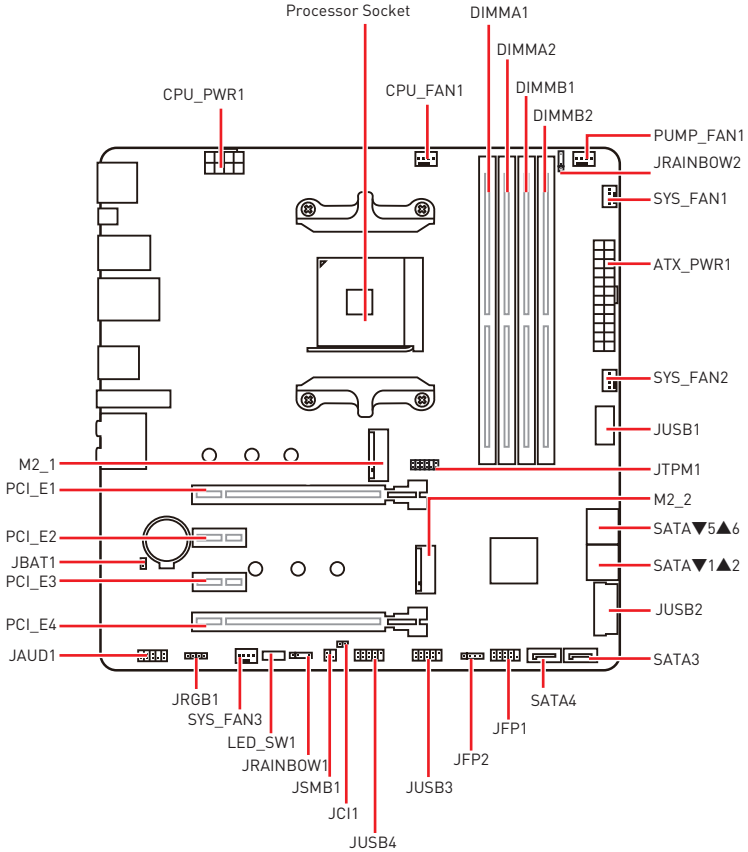 Processor Socket
DIMMA1
DIMMA2
DIMMB1
DIMMB2
CPU_PWR1
CPU_FAN1
PUMP_FAN1
JRAINBOW2
SYS_FAN1
ATX_PWR1
SYS_FAN2
JUSB1
M2_1
JTPM1
PCI_E1
M2_2
PCI_E2
SATA▼5▲6
JBAT1
SATA▼1▲2
PCI_E3
JUSB2
PCI_E4
JAUD1
SATA3
JRGB1
SATA4
SYS_FAN3
JFP1
LED_SW1
JFP2
JRAINBOW1
JSMB1
JUSB3
JCI1
JUSB4